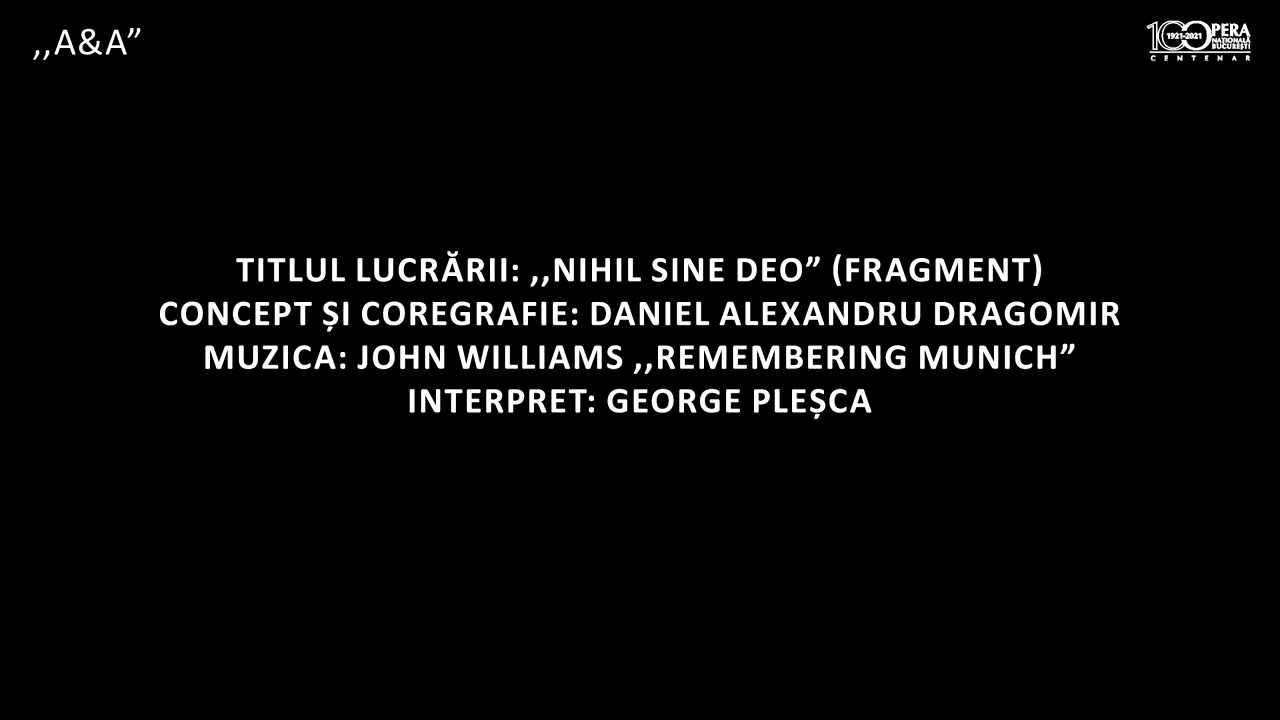 ,,A&A”
100 OPERA
1921-2021 NAȚIONALĂ
BUCUREȘTI
CENTENAR
TITLUL LUCRĂRII: ,,NIHIL SINE DEO” (FRAGMENT)
CONCEPT ȘI COREGRAFIE: DANIEL ALEXANDRU DRAGOMIR
MUZICA: JOHN WILLIAMS ,,REMEMBERING MUNICH”
INTERPRET: GEORGE PLEȘCA